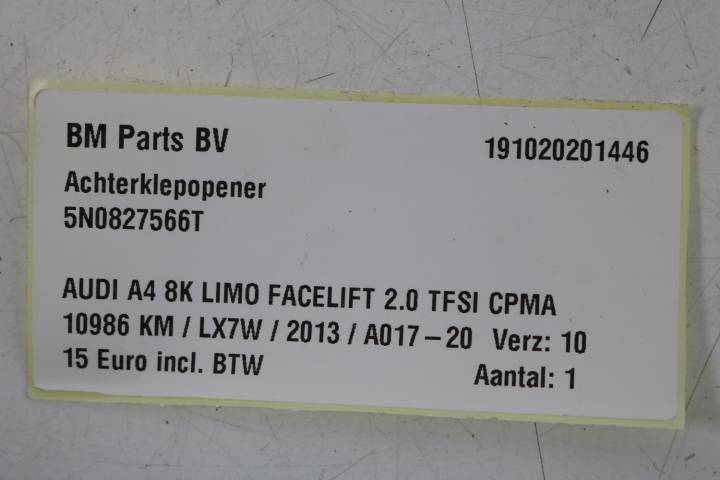 BM Parts BV 191020201446
Achterklepopener
5N0827566T
AUDI A4 8K LIMO FACELIFT 2.0 TFSI CPMA
10986 KM / LX7W / 2013 / A017-20 Verz: 10
15 Euro incl. BTW Aantal: 1